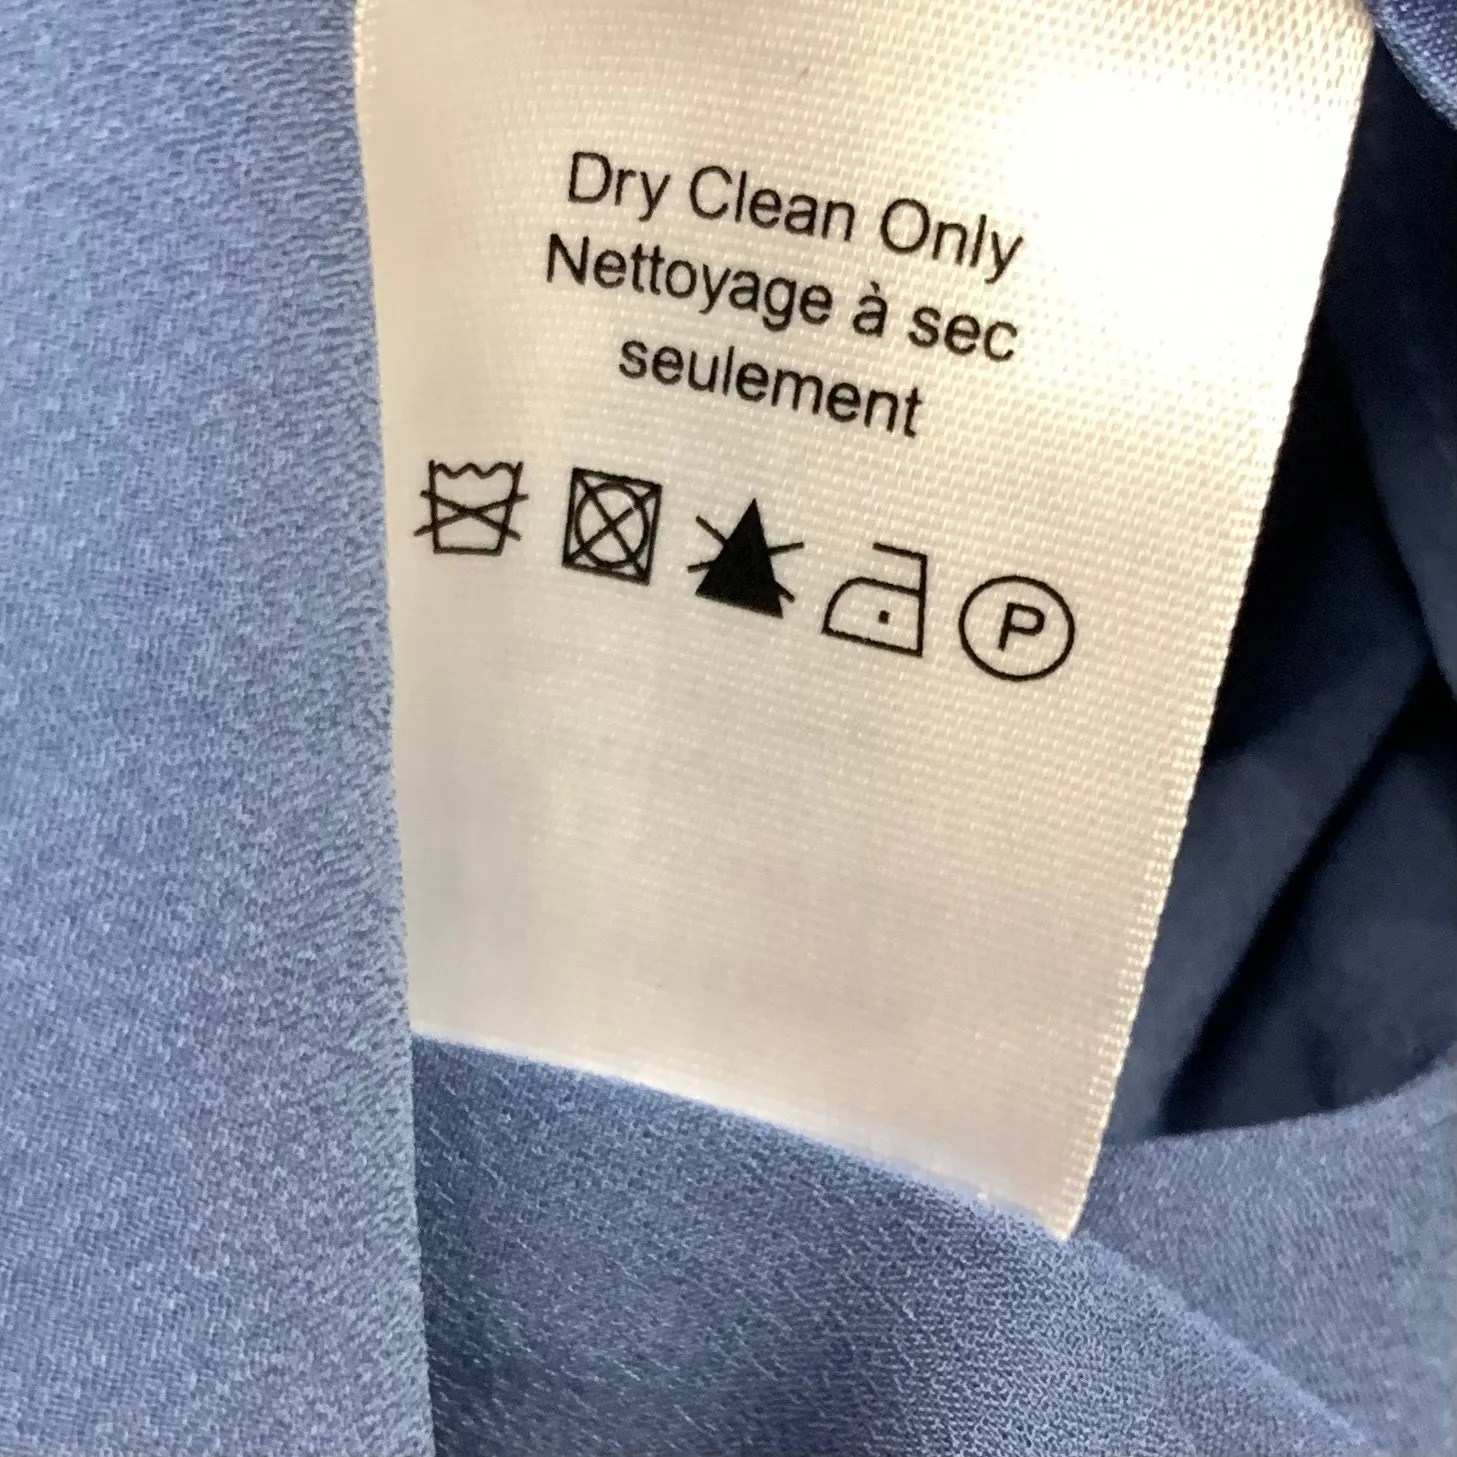 Dry Clean Only
Nettoyage à sec
seulement
P